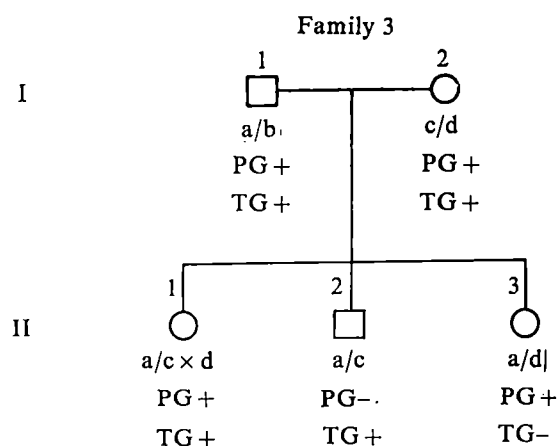 Family 3
1 2
I
a/b c/d
PG + PG +
TG + TG +
1 2 3
II
a/c × d a/c a/d
PG + PG – PG +
TG + TG + TG –